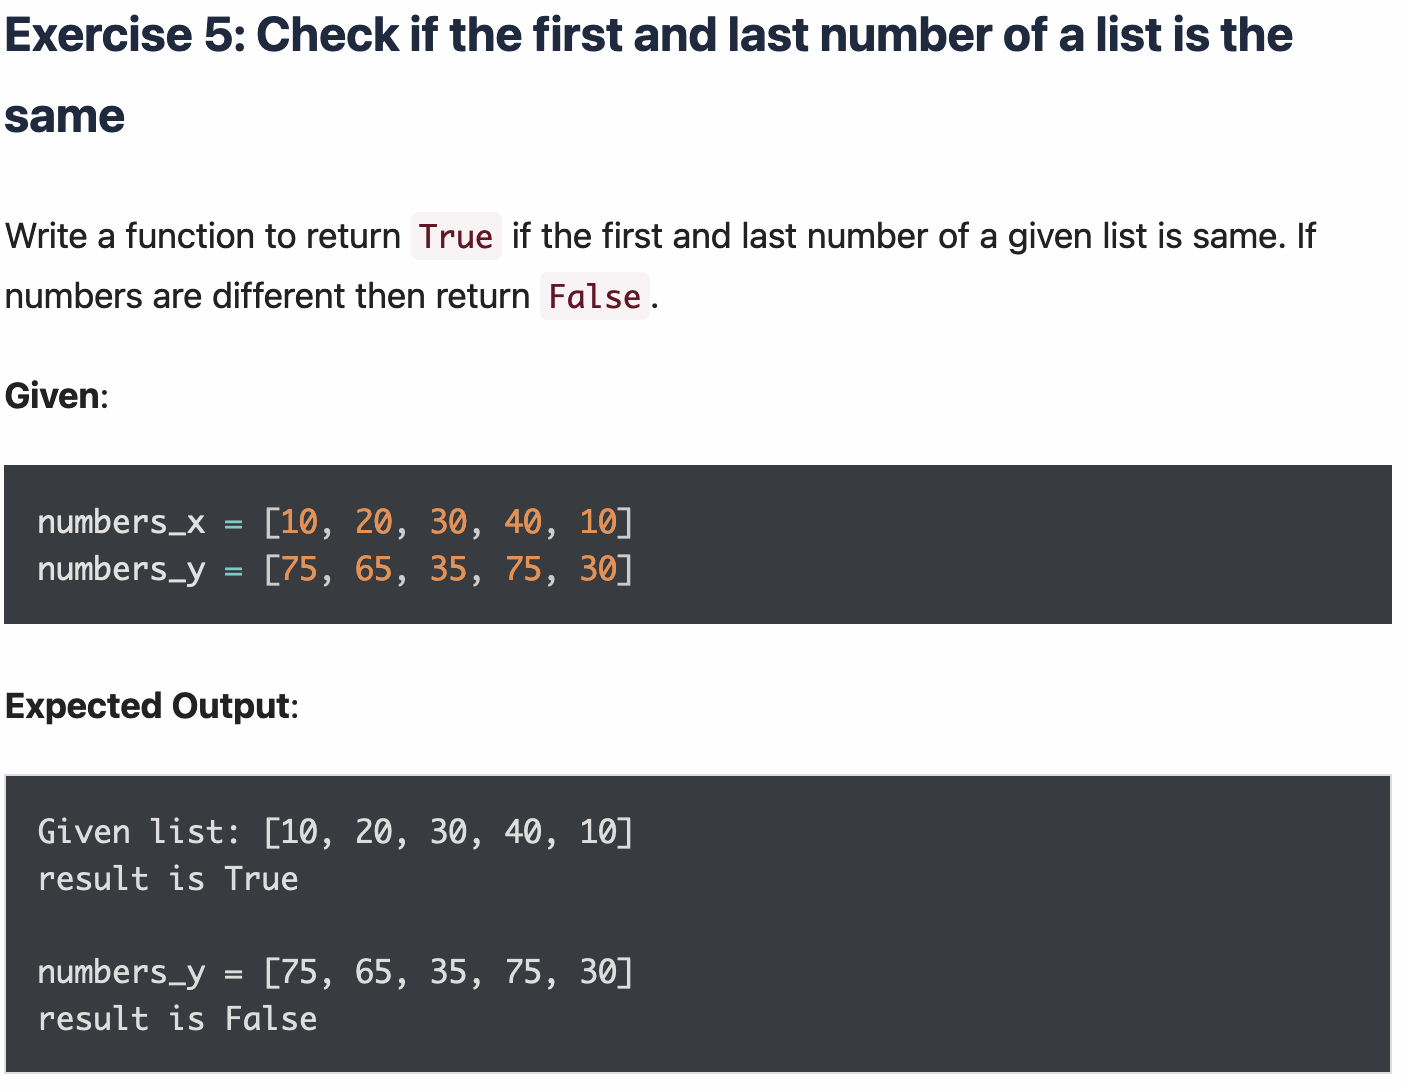 Exercise 5: Check if the first and last number of a list is the
same
Write a function to return True if the first and last number of a given list is same. If
numbers are different then return False.
Given:
numbers_x = [10, 20, 30, 40, 10]
numbers_y = [75, 65, 35, 75, 30]
Expected Output:
Given list: [10, 20, 30, 40, 10]
result is True
numbers_y = [75, 65, 35, 75, 30]
result is False